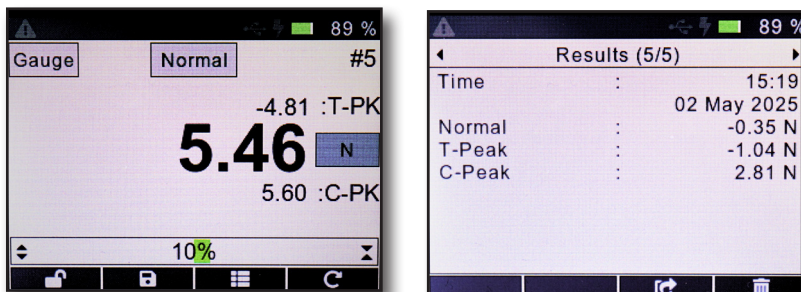 89 %
Gauge Normal #5
-4.81 :T-PK
5.46 N
5.60 :C-PK
10%
89 %
Results (5/5)
Time : 15:19
02 May 2025
Normal : -0.35 N
T-Peak : -1.04 N
C-Peak : 2.81 N